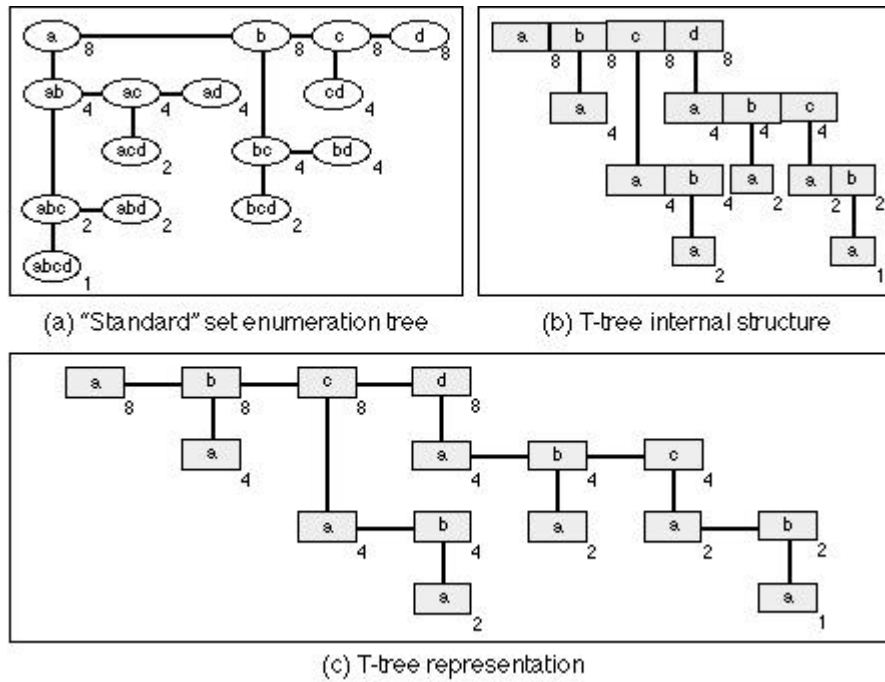 a 8 b 8 c 8 d 8
ab 4 ac 4 ad 4 cd 4
acd 2 bc 4 bd 4
abc 2 abd 2 bcd 2
abcd 1
(a) "Standard" set enumeration tree
a 8 b 8 c 8 d 8
a 4 a 4 b 4 c 4
a 4 b 4 a 2 a 2 b 2
a 2 a 1
(b) T-tree internal structure
a 8 b 8 c 8 d 8
a 4 a 4 b 4 c 4
a 4 b 4 a 2 a 2 b 2
a 2 a 1
(c) T-tree representation